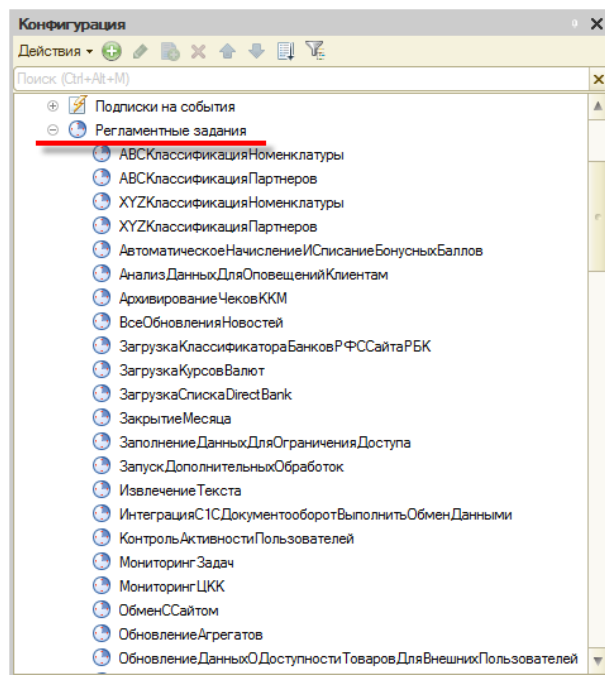 Конфигурация
Действия
Поиск (Ctrl+Alt+M)
Подписки на события
Регламентные задания
ABCКлассификацияНоменклатуры
ABCКлассификацияПартнеров
XYZКлассификацияНоменклатуры
XYZКлассификацияПартнеров
АвтоматическоеНачислениеИСписаниеБонусныхБаллов
АнализДанныхДляОповещенийКлиентам
АрхивированиеЧековККМ
ВсеОбновленияНовостей
ЗагрузкаКлассификатораБанковРФССайтаРБК
ЗагрузкаКурсовВалют
ЗагрузкаСпискаDirectBank
ЗакрытиеМесяца
ЗаполнениеДанныхДляОграниченияДоступа
ЗапускДополнительныхОбработок
ИзвлечениеТекста
ИнтеграцияС1СДокументооборотВыполнитьОбменДанными
КонтрольАктивностиПользователей
МониторингЗадач
МониторингЦКК
ОбменССайтом
ОбновлениеАгрегатов
ОбновлениеДанныхОДоступностиТоваровДляВнешнихПользователей